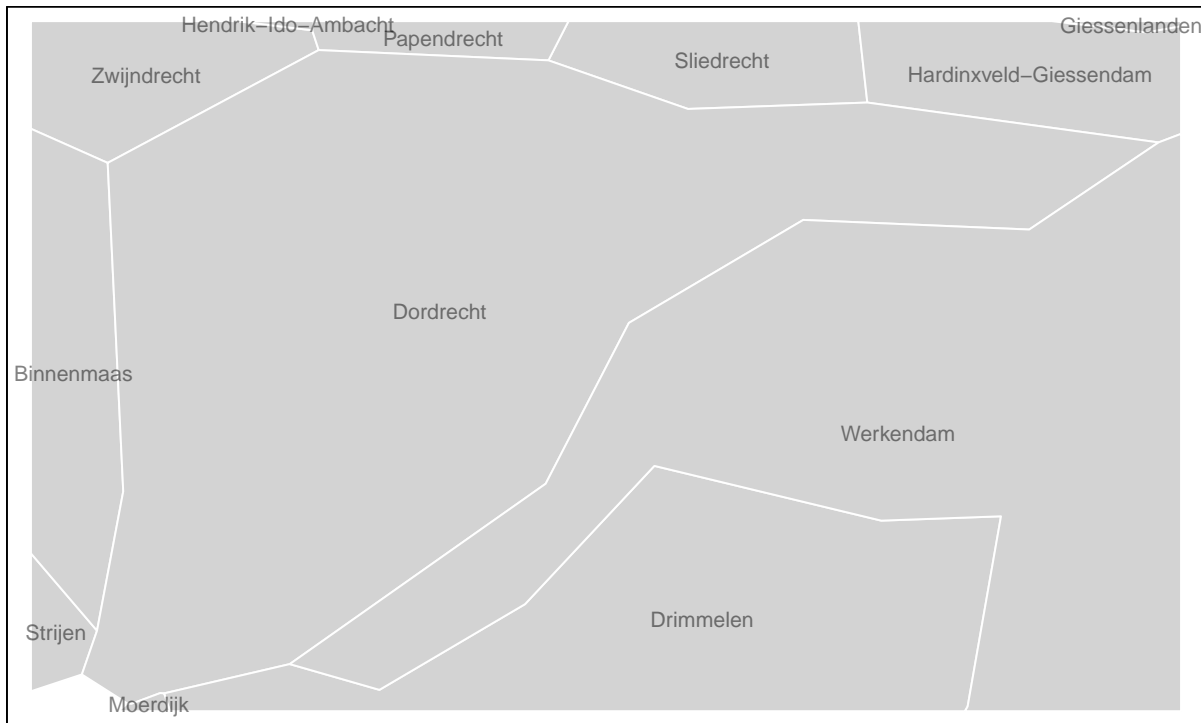 Hendrik–Ido–Ambacht
Papendrecht
Giessenlanden
Zwijndrecht
Sliedrecht
Hardinxveld–Giessendam
Dordrecht
Binnenmaas
Werkendam
Strijen
Drimmelen
Moerdijk